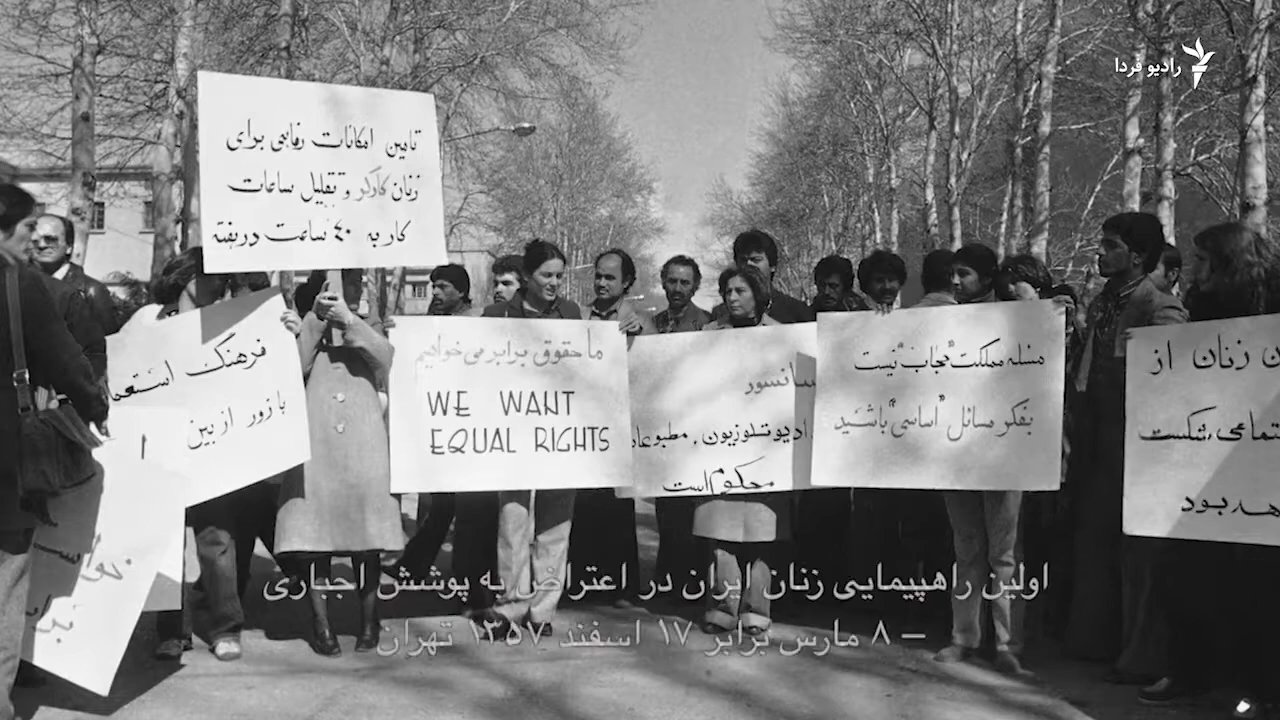 رادیو فردا
تامین امکانات رفاهی برای
زنان کارگر و تقلیل ساعات
کار به ۴۰ ساعت در هفته
فرهنگ
با زور از بین
ما حقوق برابر می‌خواهیم
WE WANT
EQUAL RIGHTS
سانسور
رادیو تلوزیون، مطبوعا
محکوم است
مسئله مملکت "حجاب" نیست
بفکر مسائل "اساسی" باشید
زنان از
شکست
بود
اولین راهپیمایی زنان ایران در اعتراض به پوشش اجباری
– ۸ مارس برابر ۱۷ اسفند ۱۳۵۷ تهران